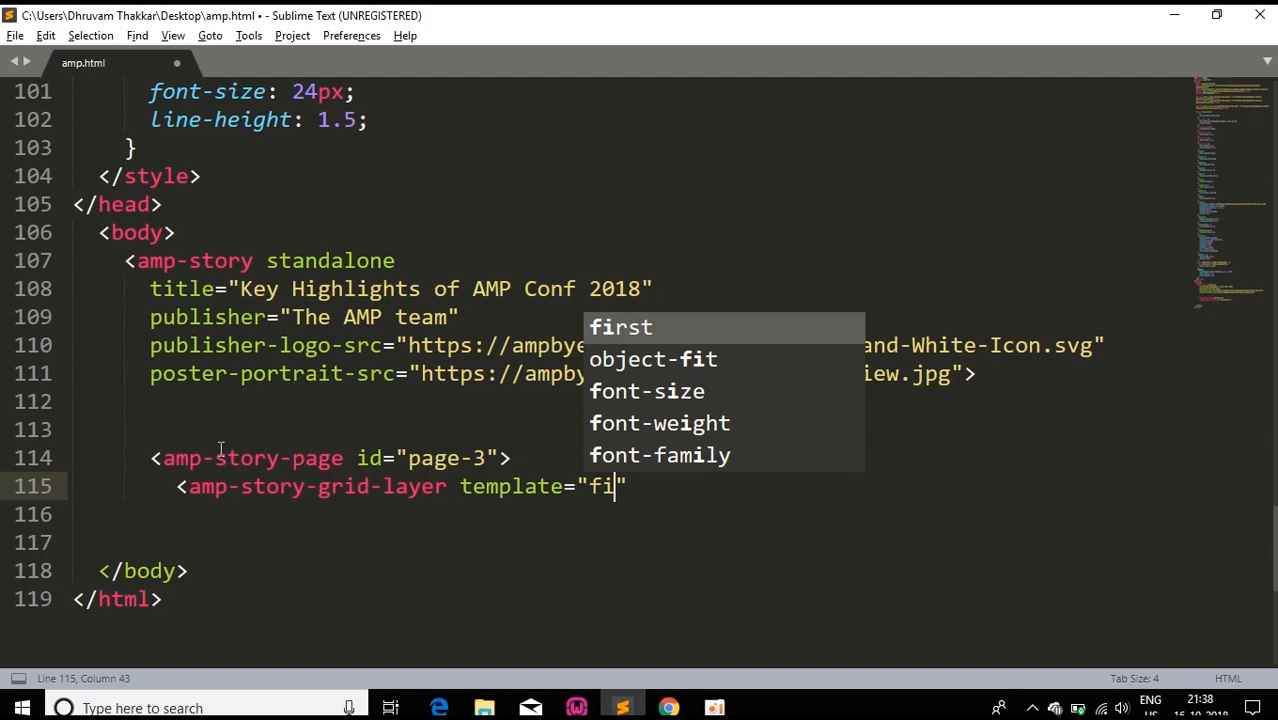 C:\Users\Dhruvam Thakkar\Desktop\amp.html • - Sublime Text (UNREGISTERED)
File Edit Selection Find View Goto Tools Project Preferences Help
amp.html
101 font-size: 24px;
102 line-height: 1.5;
103 }
104 </style>
105 </head>
106 <body>
107 <amp-story standalone
108 title="Key Highlights of AMP Conf 2018"
109 publisher="The AMP team"
110 publisher-logo-src="https://ampbye and-White-Icon.svg"
111 poster-portrait-src="https://ampby iew.jpg">
112
113
114 <amp-story-page id="page-3">
115 <amp-story-grid-layer template="fi"
116
117
118 </body>
119 </html>
first
object-fit
font-size
font-weight
font-family
Line 115, Column 43 Tab Size: 4 HTML
Type here to search
ENG
21:38
16-10-2018